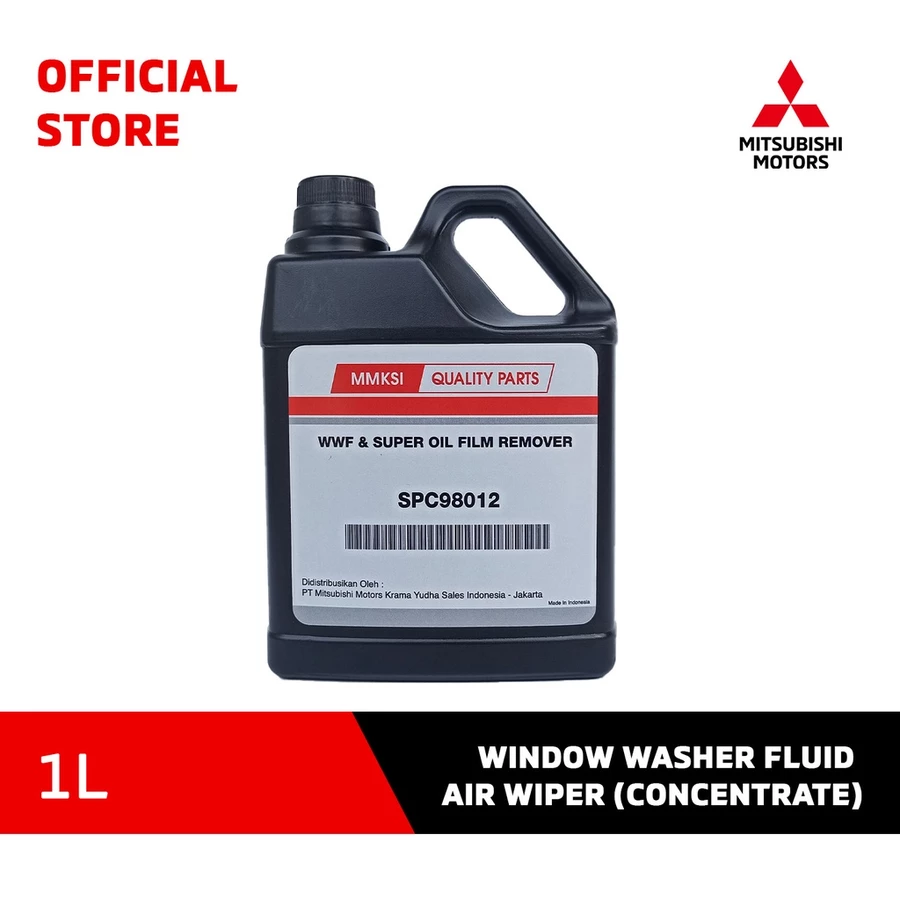 OFFICIAL
STORE
MITSUBISHI
MOTORS
MMKSI QUALITY PARTS
WWF & SUPER OIL FILM REMOVER
SPC98012
Didistribusikan Oleh :
PT Mitsubishi Motors Krama Yudha Sales Indonesia - Jakarta
Made in Indonesia
1L
WINDOW WASHER FLUID
AIR WIPER (CONCENTRATE)